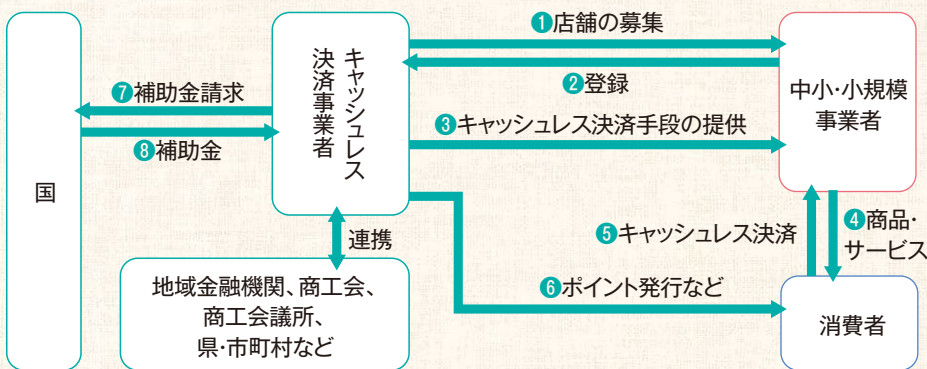 国
❼補助金請求
❽補助金
キャッシュレス
決済事業者
❶店舗の募集
❷登録
❸キャッシュレス決済手段の提供
中小・小規模
事業者
❹商品・
サービス
❺キャッシュレス決済
❻ポイント発行など
消費者
連携
地域金融機関、商工会、
商工会議所、
県・市町村など